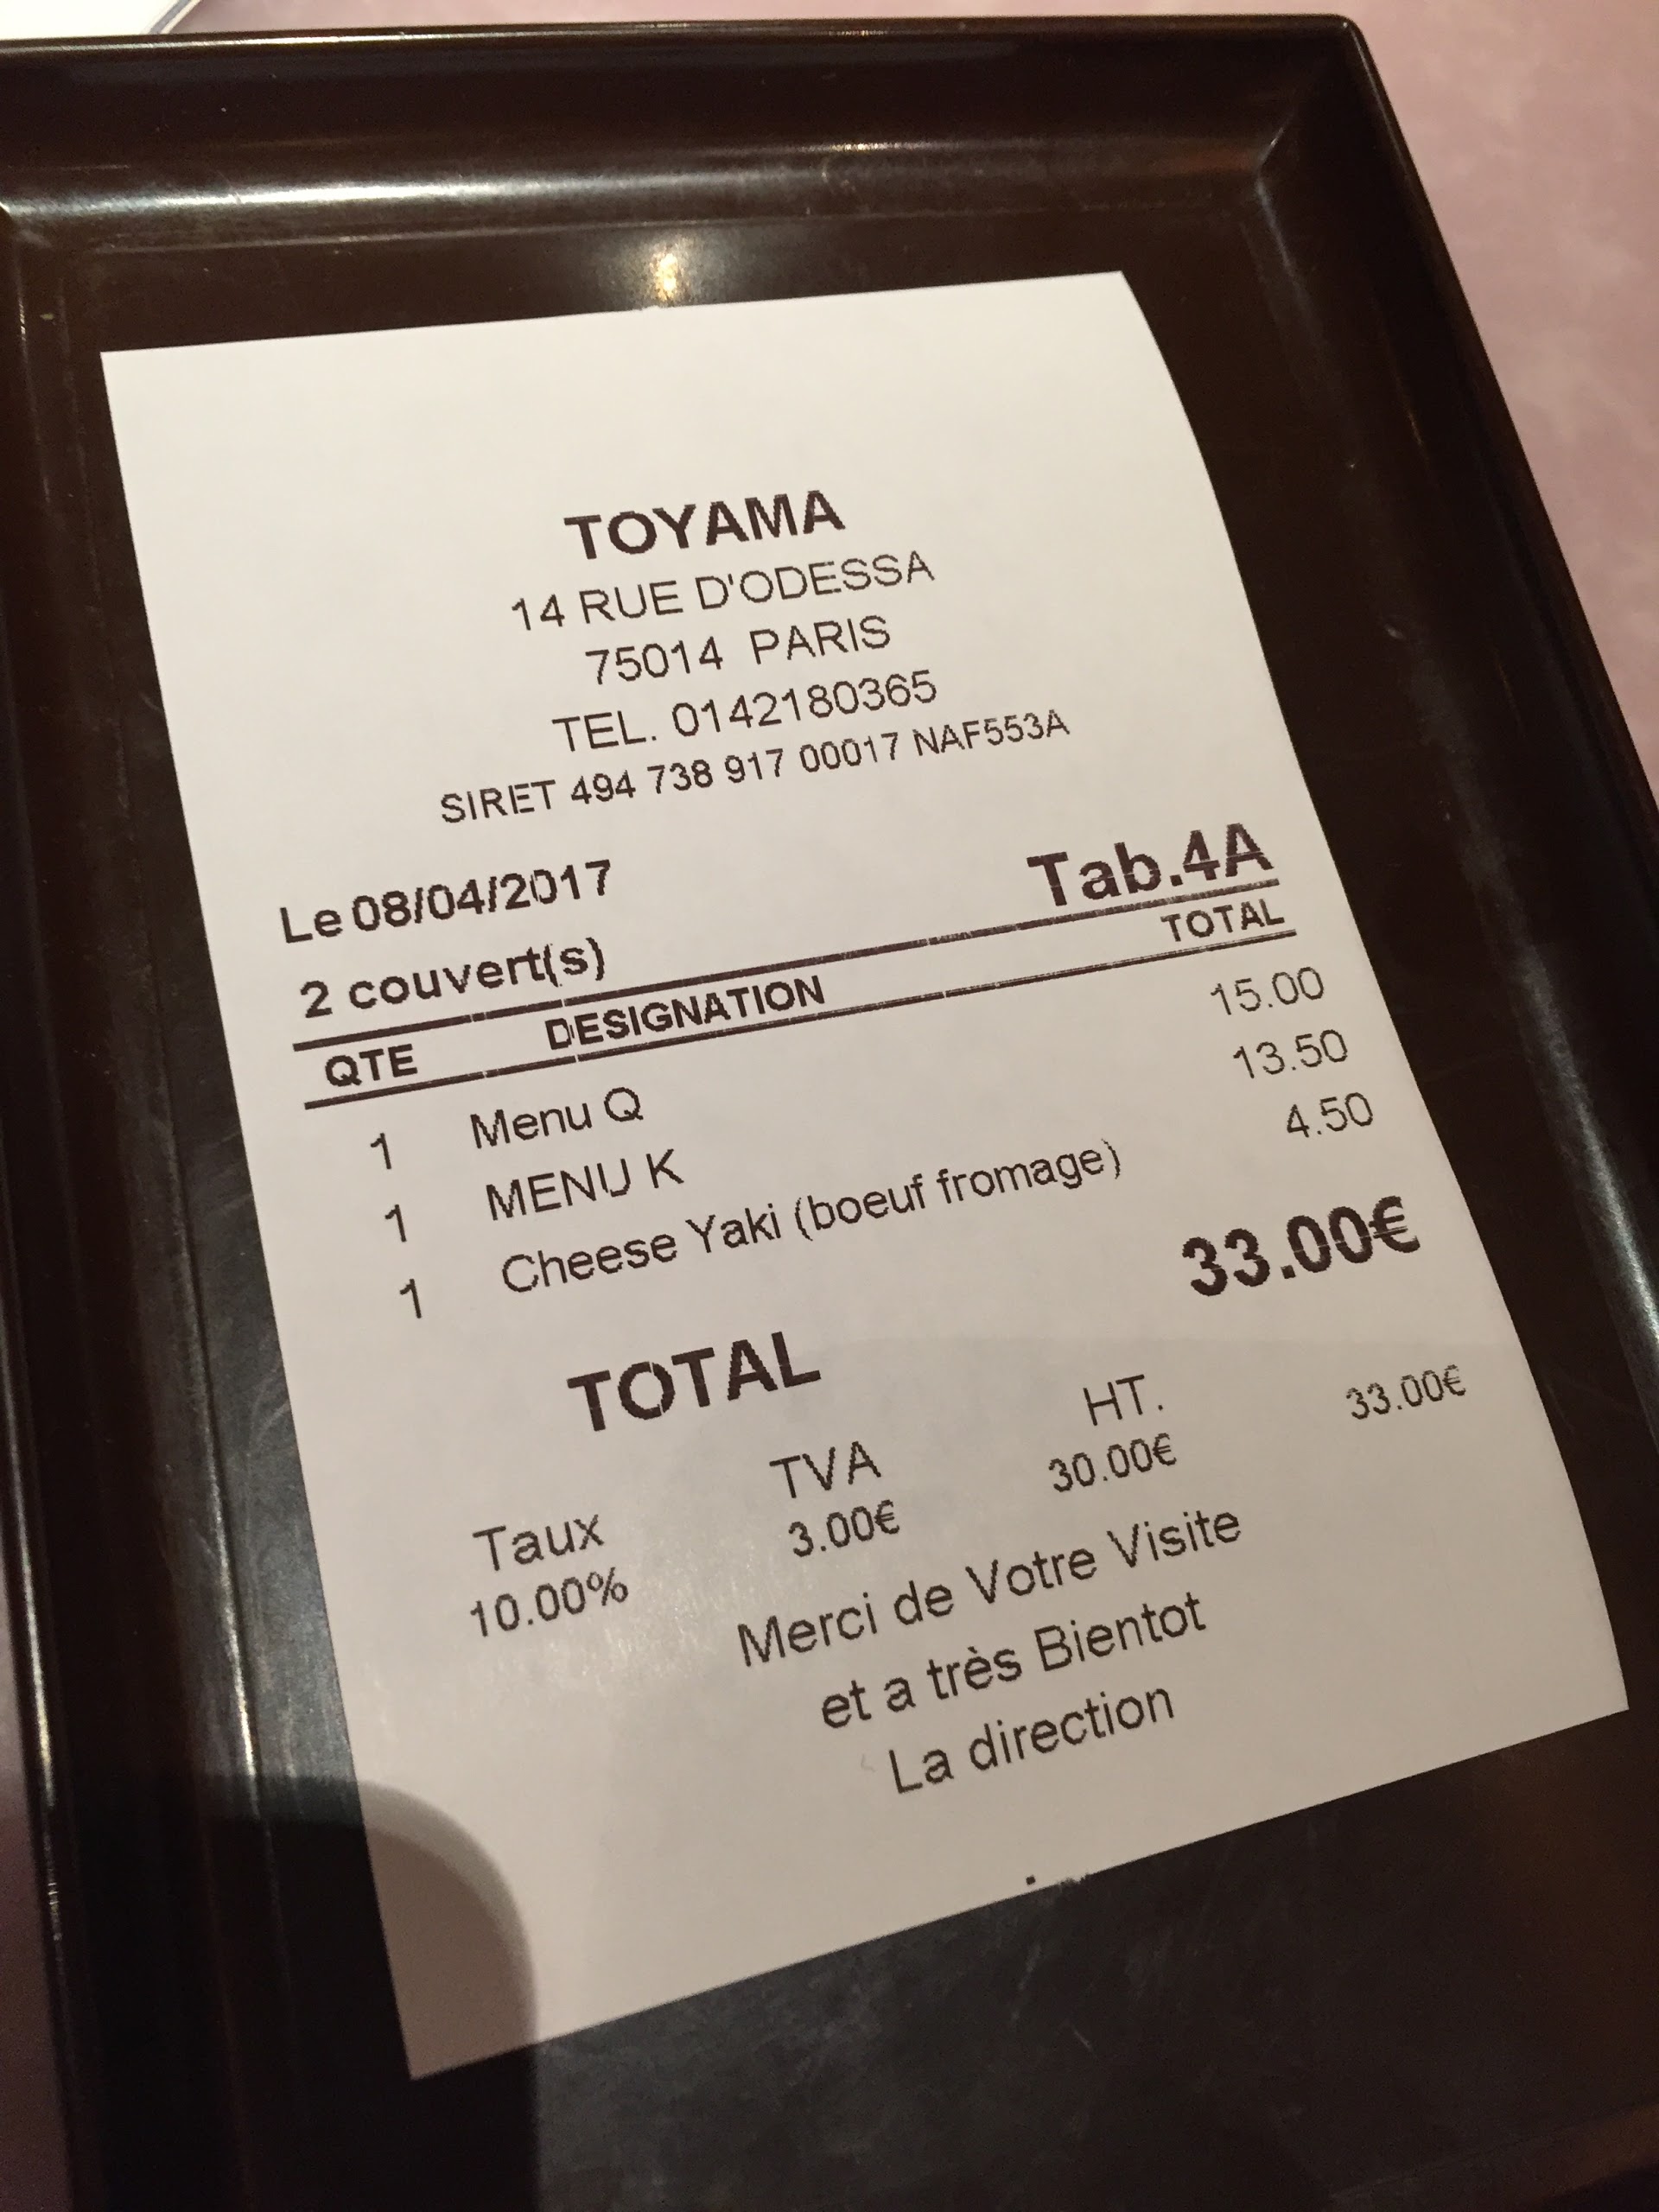 TOYAMA
14 RUE D'ODESSA
75014 PARIS
TEL. 0142180365
SIRET 494 738 917 00017 NAF553A
Le 08/04/2017 Tab.4A
2 couvert(s)
QTE DESIGNATION TOTAL
1 Menu Q 15.00
1 MENU K 13.50
1 Cheese Yaki (boeuf fromage) 4.50
TOTAL 33.00€
Taux TVA HT.
10.00% 3.00€ 30.00€ 33.00€
Merci de Votre Visite
et a très Bientot
La direction